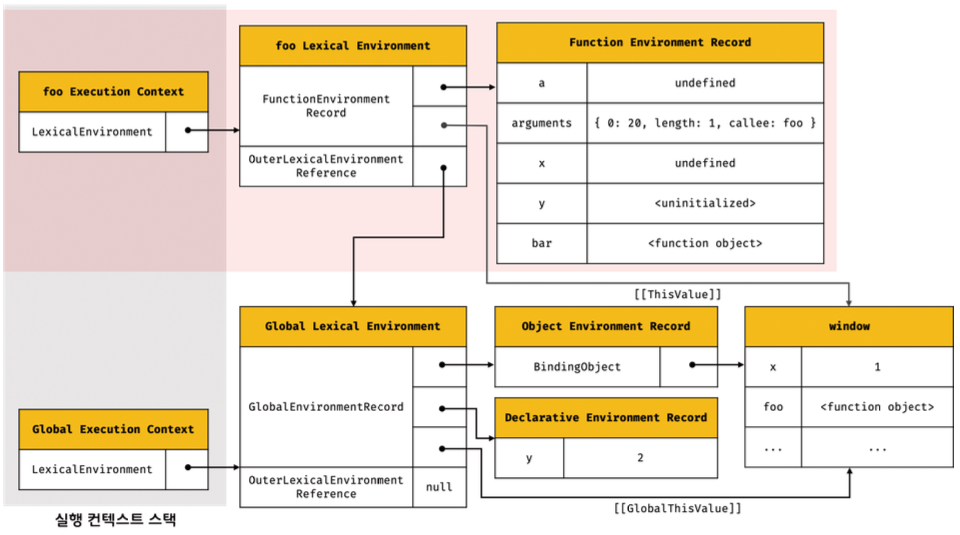 foo Execution Context
LexicalEnvironment
foo Lexical Environment
FunctionEnvironment
Record
OuterLexicalEnvironment
Reference
Function Environment Record
a undefined
arguments { 0: 20, length: 1, callee: foo }
x undefined
y <uninitialized>
bar <function object>
[[ThisValue]]
Global Execution Context
LexicalEnvironment
Global Lexical Environment
GlobalEnvironmentRecord
OuterLexicalEnvironment
Reference
null
Object Environment Record
BindingObject
Declarative Environment Record
y 2
window
x 1
foo <function object>
... ...
[[GlobalThisValue]]
실행 컨텍스트 스택